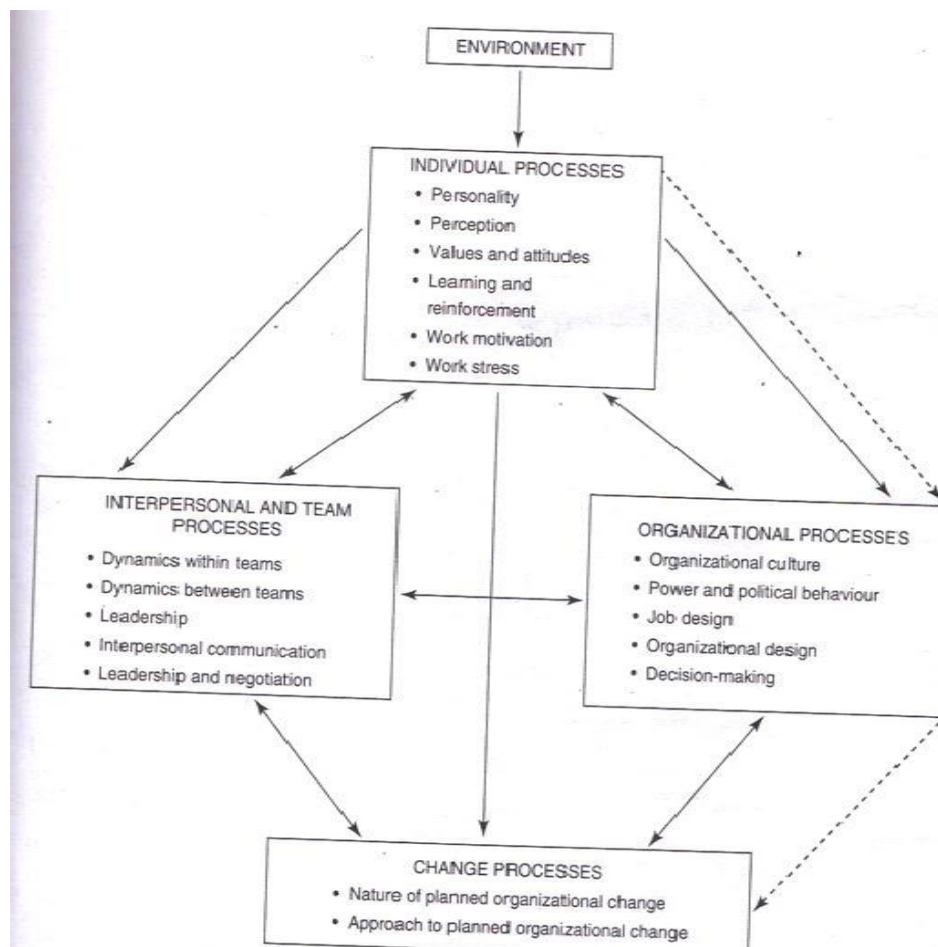 ENVIRONMENT
INDIVIDUAL PROCESSES
• Personality
• Perception
• Values and attitudes
• Learning and
reinforcement
• Work motivation
• Work stress
INTERPERSONAL AND TEAM
PROCESSES
• Dynamics within teams
• Dynamics between teams
• Leadership
• Interpersonal communication
• Leadership and negotiation
ORGANIZATIONAL PROCESSES
• Organizational culture
• Power and political behaviour
• Job design
• Organizational design
• Decision-making
CHANGE PROCESSES
• Nature of planned organizational change
• Approach to planned organizational change